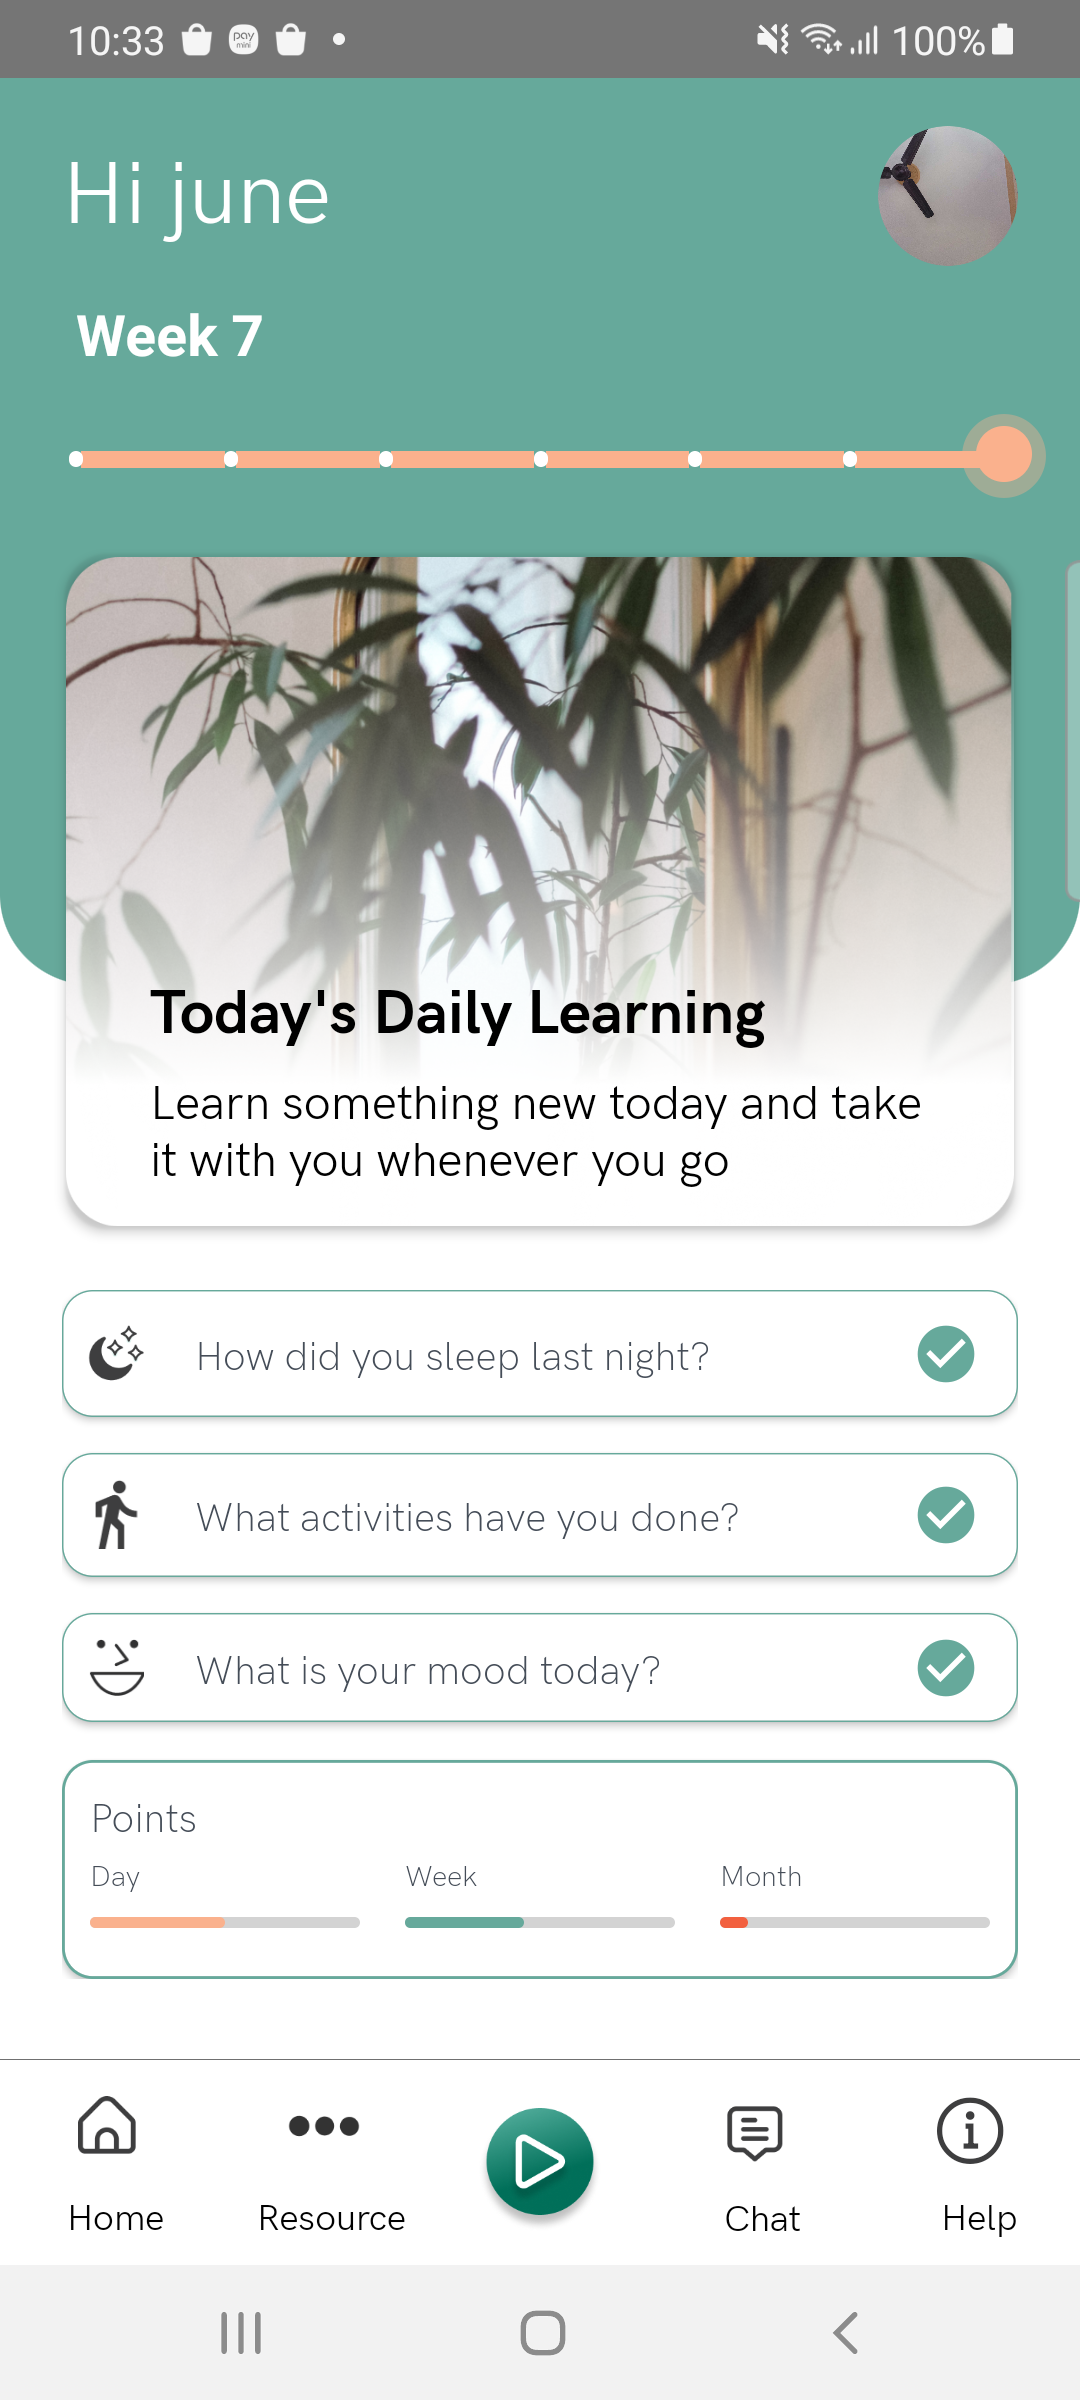 10:33 pay mini 100%
Hi june
Week 7
Today's Daily Learning
Learn something new today and take
it with you whenever you go
How did you sleep last night?
What activities have you done?
What is your mood today?
Points
Day Week Month
Home Resource Chat Help